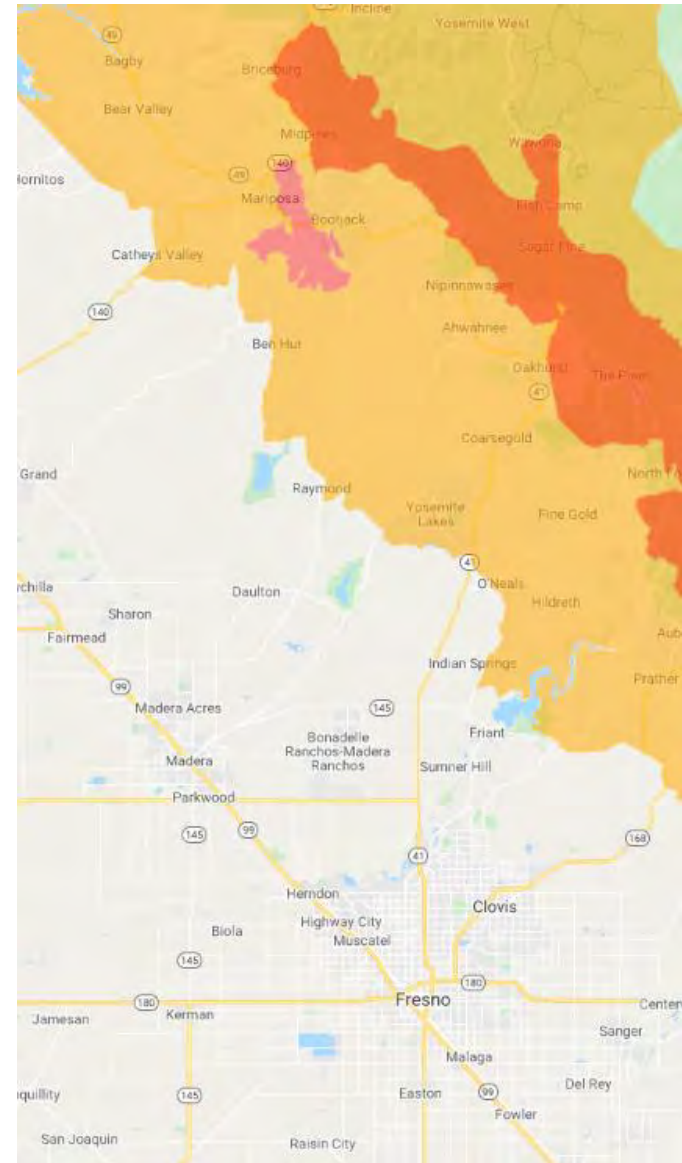 Incline
Yosemite West
49
Bagby
Briceburg
Bear Valley
Midpines
Wawona
140
49
Mariposa
Fish Camp
Bootjack
Sugar Pine
Catheys Valley
Nipinnawasee
140
Ahwahnee
Ben Hur
Oakhurst
The Pines
41
Coarsegold
Grand
North Fo
Raymond
Yosemite
Lakes
Fine Gold
41
O'Neals
Daulton
Hildreth
Sharon
Fairmead
Aub
Indian Springs
Prather
99
Madera Acres
145
Friant
Bonadelle
Ranchos-Madera
Ranchos
Madera
Sumner Hill
Parkwood
145
99
168
41
Herndon
Clovis
Highway City
Biola
Muscatel
145
180
180
Fresno
Center
Jamesan
Kerman
Sanger
Malaga
Del Rey
quillity
145
Easton
99
Fowler
San Joaquin
Raisin City